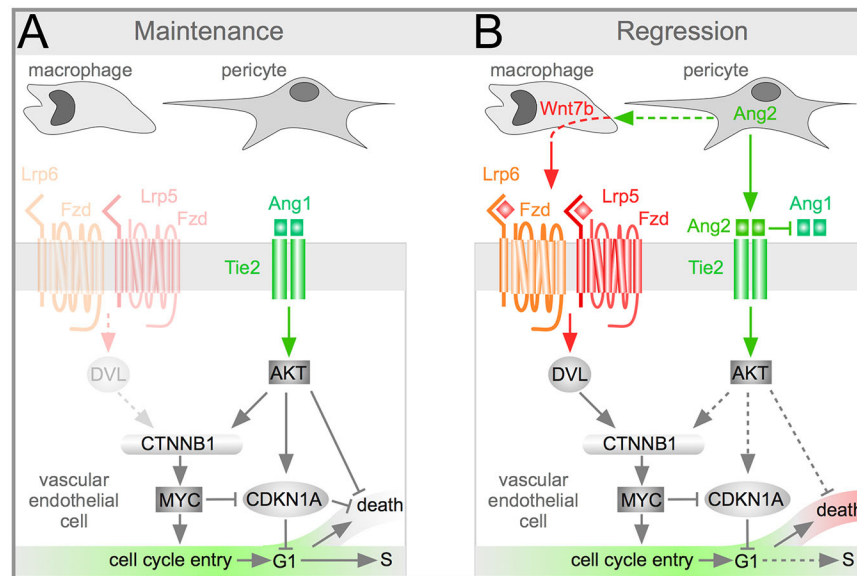 A
Maintenance
macrophage
pericyte
Lrp6
Fzd
Lrp5
Fzd
Ang1
Tie2
DVL
AKT
CTNNB1
vascular
endothelial
cell
MYC
CDKN1A
death
cell cycle entry
G1
S
B
Regression
macrophage
pericyte
Wnt7b
Ang2
Lrp6
Fzd
Lrp5
Fzd
Ang2
Ang1
Tie2
DVL
AKT
CTNNB1
vascular
endothelial
cell
MYC
CDKN1A
death
cell cycle entry
G1
S